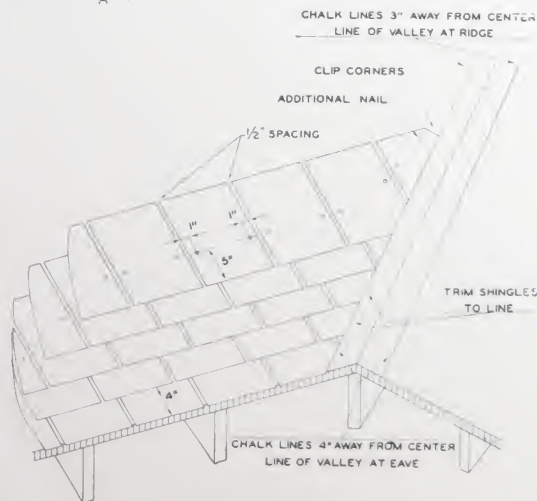 CHALK LINES 3" AWAY FROM CENTER
LINE OF VALLEY AT RIDGE
CLIP CORNERS
ADDITIONAL NAIL
1/2" SPACING
1"
1"
5"
TRIM SHINGLES
TO LINE
4"
CHALK LINES 4" AWAY FROM CENTER
LINE OF VALLEY AT EAVE